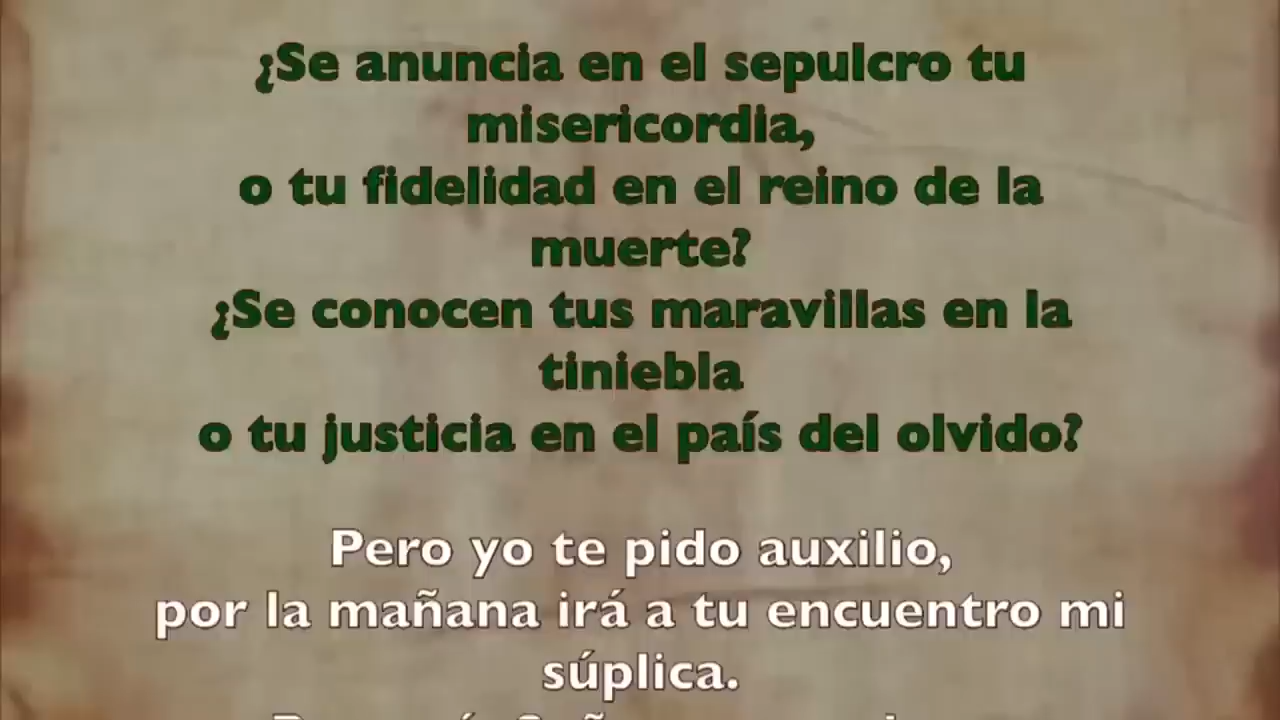 ¿Se anuncia en el sepulcro tu
misericordia,
o tu fidelidad en el reino de la
muerte?
¿Se conocen tus maravillas en la
tiniebla
o tu justicia en el país del olvido?
Pero yo te pido auxilio,
por la mañana irá a tu encuentro mi
súplica.